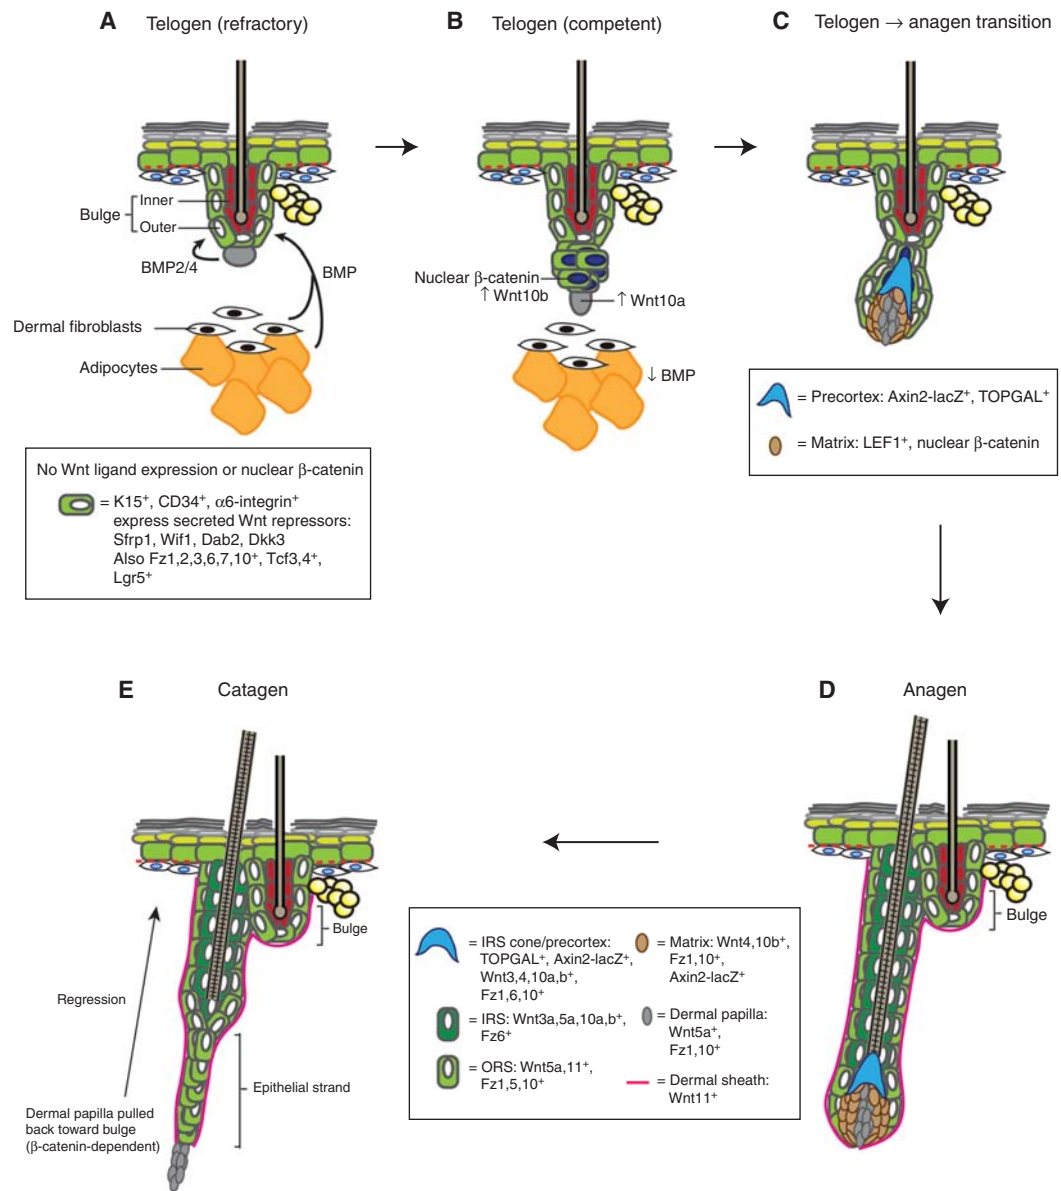 A Telogen (refractory)
B Telogen (competent)
C Telogen → anagen transition
Bulge
Inner
Outer
BMP2/4
BMP
Dermal fibroblasts
Adipocytes
Nuclear β-catenin
↑ Wnt10b
↑ Wnt10a
↓ BMP
No Wnt ligand expression or nuclear β-catenin
= K15⁺, CD34⁺, α6-integrin⁺
express secreted Wnt repressors:
Sfrp1, Wif1, Dab2, Dkk3
Also Fz1,2,3,6,7,10⁺, Tcf3,4⁺,
Lgr5⁺
= Precortex: Axin2-lacZ⁺, TOPGAL⁺
= Matrix: LEF1⁺, nuclear β-catenin
E Catagen
D Anagen
Bulge
Regression
Epithelial strand
Dermal papilla pulled
back toward bulge
(β-catenin-dependent)
= IRS cone/precortex:
TOPGAL⁺, Axin2-lacZ⁺,
Wnt3,4,10a,b⁺,
Fz1,6,10⁺
= IRS: Wnt3a,5a,10a,b⁺,
Fz6⁺
= ORS: Wnt5a,11⁺,
Fz1,5,10⁺
= Matrix: Wnt4,10b⁺,
Fz1,10⁺,
Axin2-lacZ⁺
= Dermal papilla:
Wnt5a⁺,
Fz1,10⁺
= Dermal sheath:
Wnt11⁺
Bulge